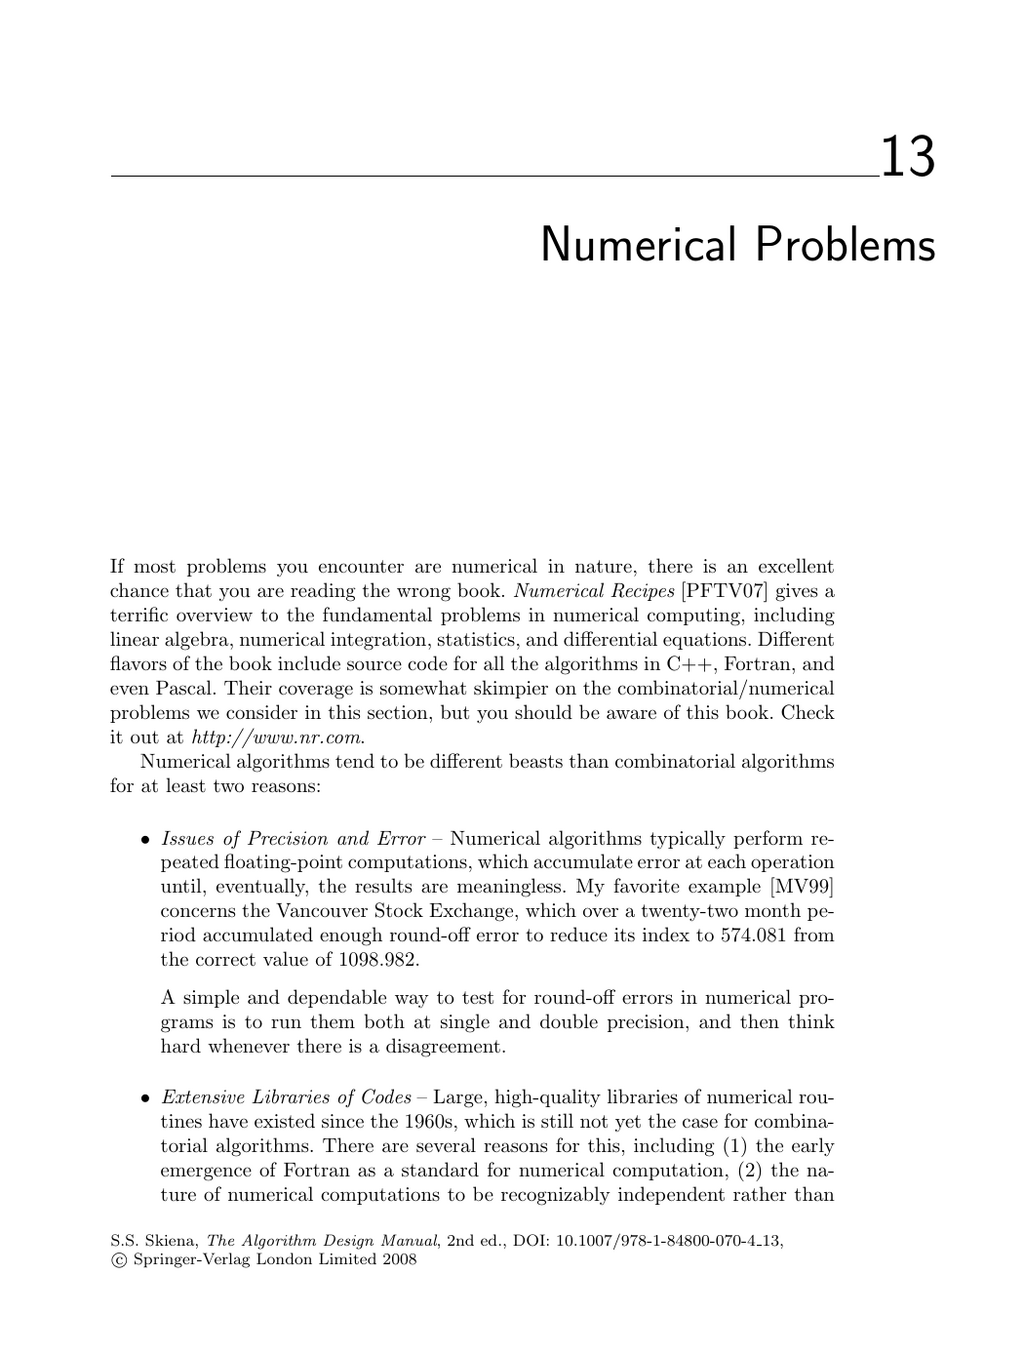 13
Numerical Problems
If most problems you encounter are numerical in nature, there is an excellent
chance that you are reading the wrong book. Numerical Recipes [PFTV07] gives a
terrific overview to the fundamental problems in numerical computing, including
linear algebra, numerical integration, statistics, and differential equations. Different
flavors of the book include source code for all the algorithms in C++, Fortran, and
even Pascal. Their coverage is somewhat skimpier on the combinatorial/numerical
problems we consider in this section, but you should be aware of this book. Check
it out at http://www.nr.com.
Numerical algorithms tend to be different beasts than combinatorial algorithms
for at least two reasons:
• Issues of Precision and Error – Numerical algorithms typically perform re-
peated floating-point computations, which accumulate error at each operation
until, eventually, the results are meaningless. My favorite example [MV99]
concerns the Vancouver Stock Exchange, which over a twenty-two month pe-
riod accumulated enough round-off error to reduce its index to 574.081 from
the correct value of 1098.982.
A simple and dependable way to test for round-off errors in numerical pro-
grams is to run them both at single and double precision, and then think
hard whenever there is a disagreement.
• Extensive Libraries of Codes – Large, high-quality libraries of numerical rou-
tines have existed since the 1960s, which is still not yet the case for combina-
torial algorithms. There are several reasons for this, including (1) the early
emergence of Fortran as a standard for numerical computation, (2) the na-
ture of numerical computations to be recognizably independent rather than
S.S. Skiena, The Algorithm Design Manual, 2nd ed., DOI: 10.1007/978-1-84800-070-4_13,
© Springer-Verlag London Limited 2008